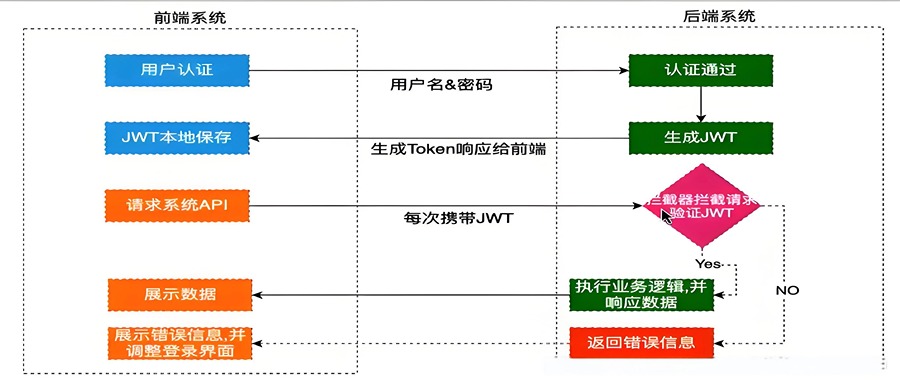 前端系统
后端系统
用户认证
用户名&密码
认证通过
JWT本地保存
生成Token响应给前端
生成JWT
请求系统API
每次携带JWT
拦截器拦截请求
验证JWT
Yes
NO
展示数据
执行业务逻辑,并
响应数据
展示错误信息,并
调整登录界面
返回错误信息